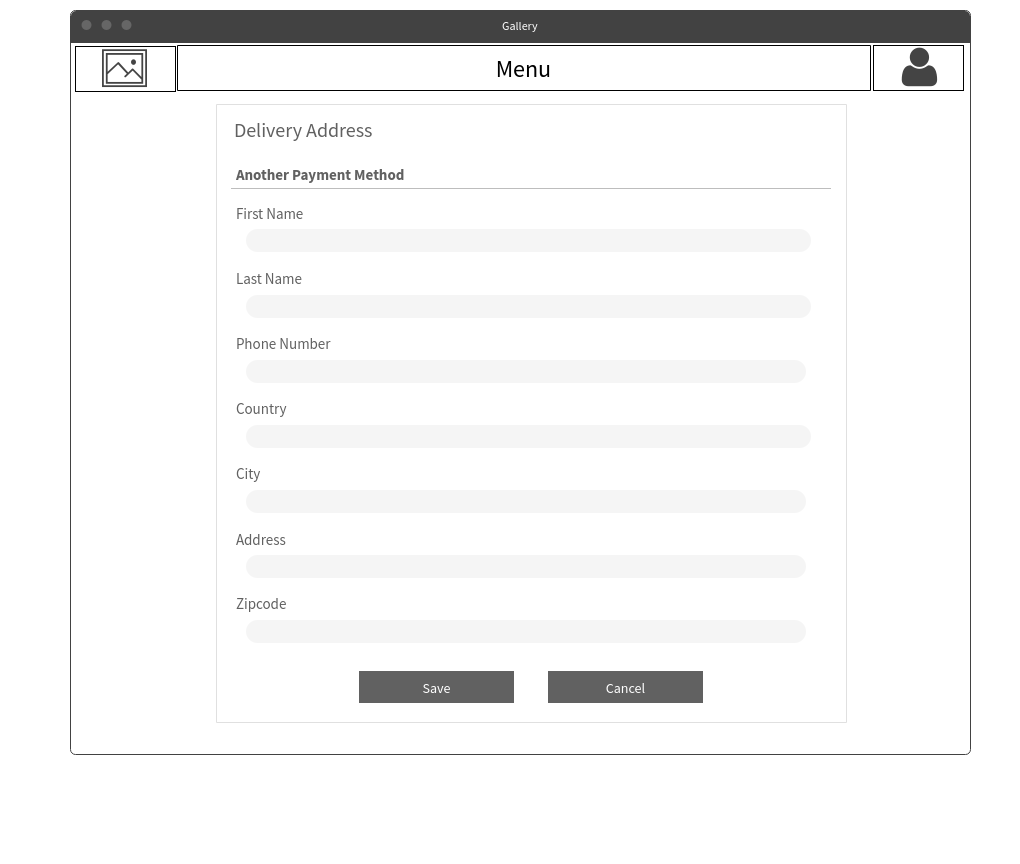 Gallery
Menu
Delivery Address
Another Payment Method
First Name
Last Name
Phone Number
Country
City
Address
Zipcode
Save
Cancel